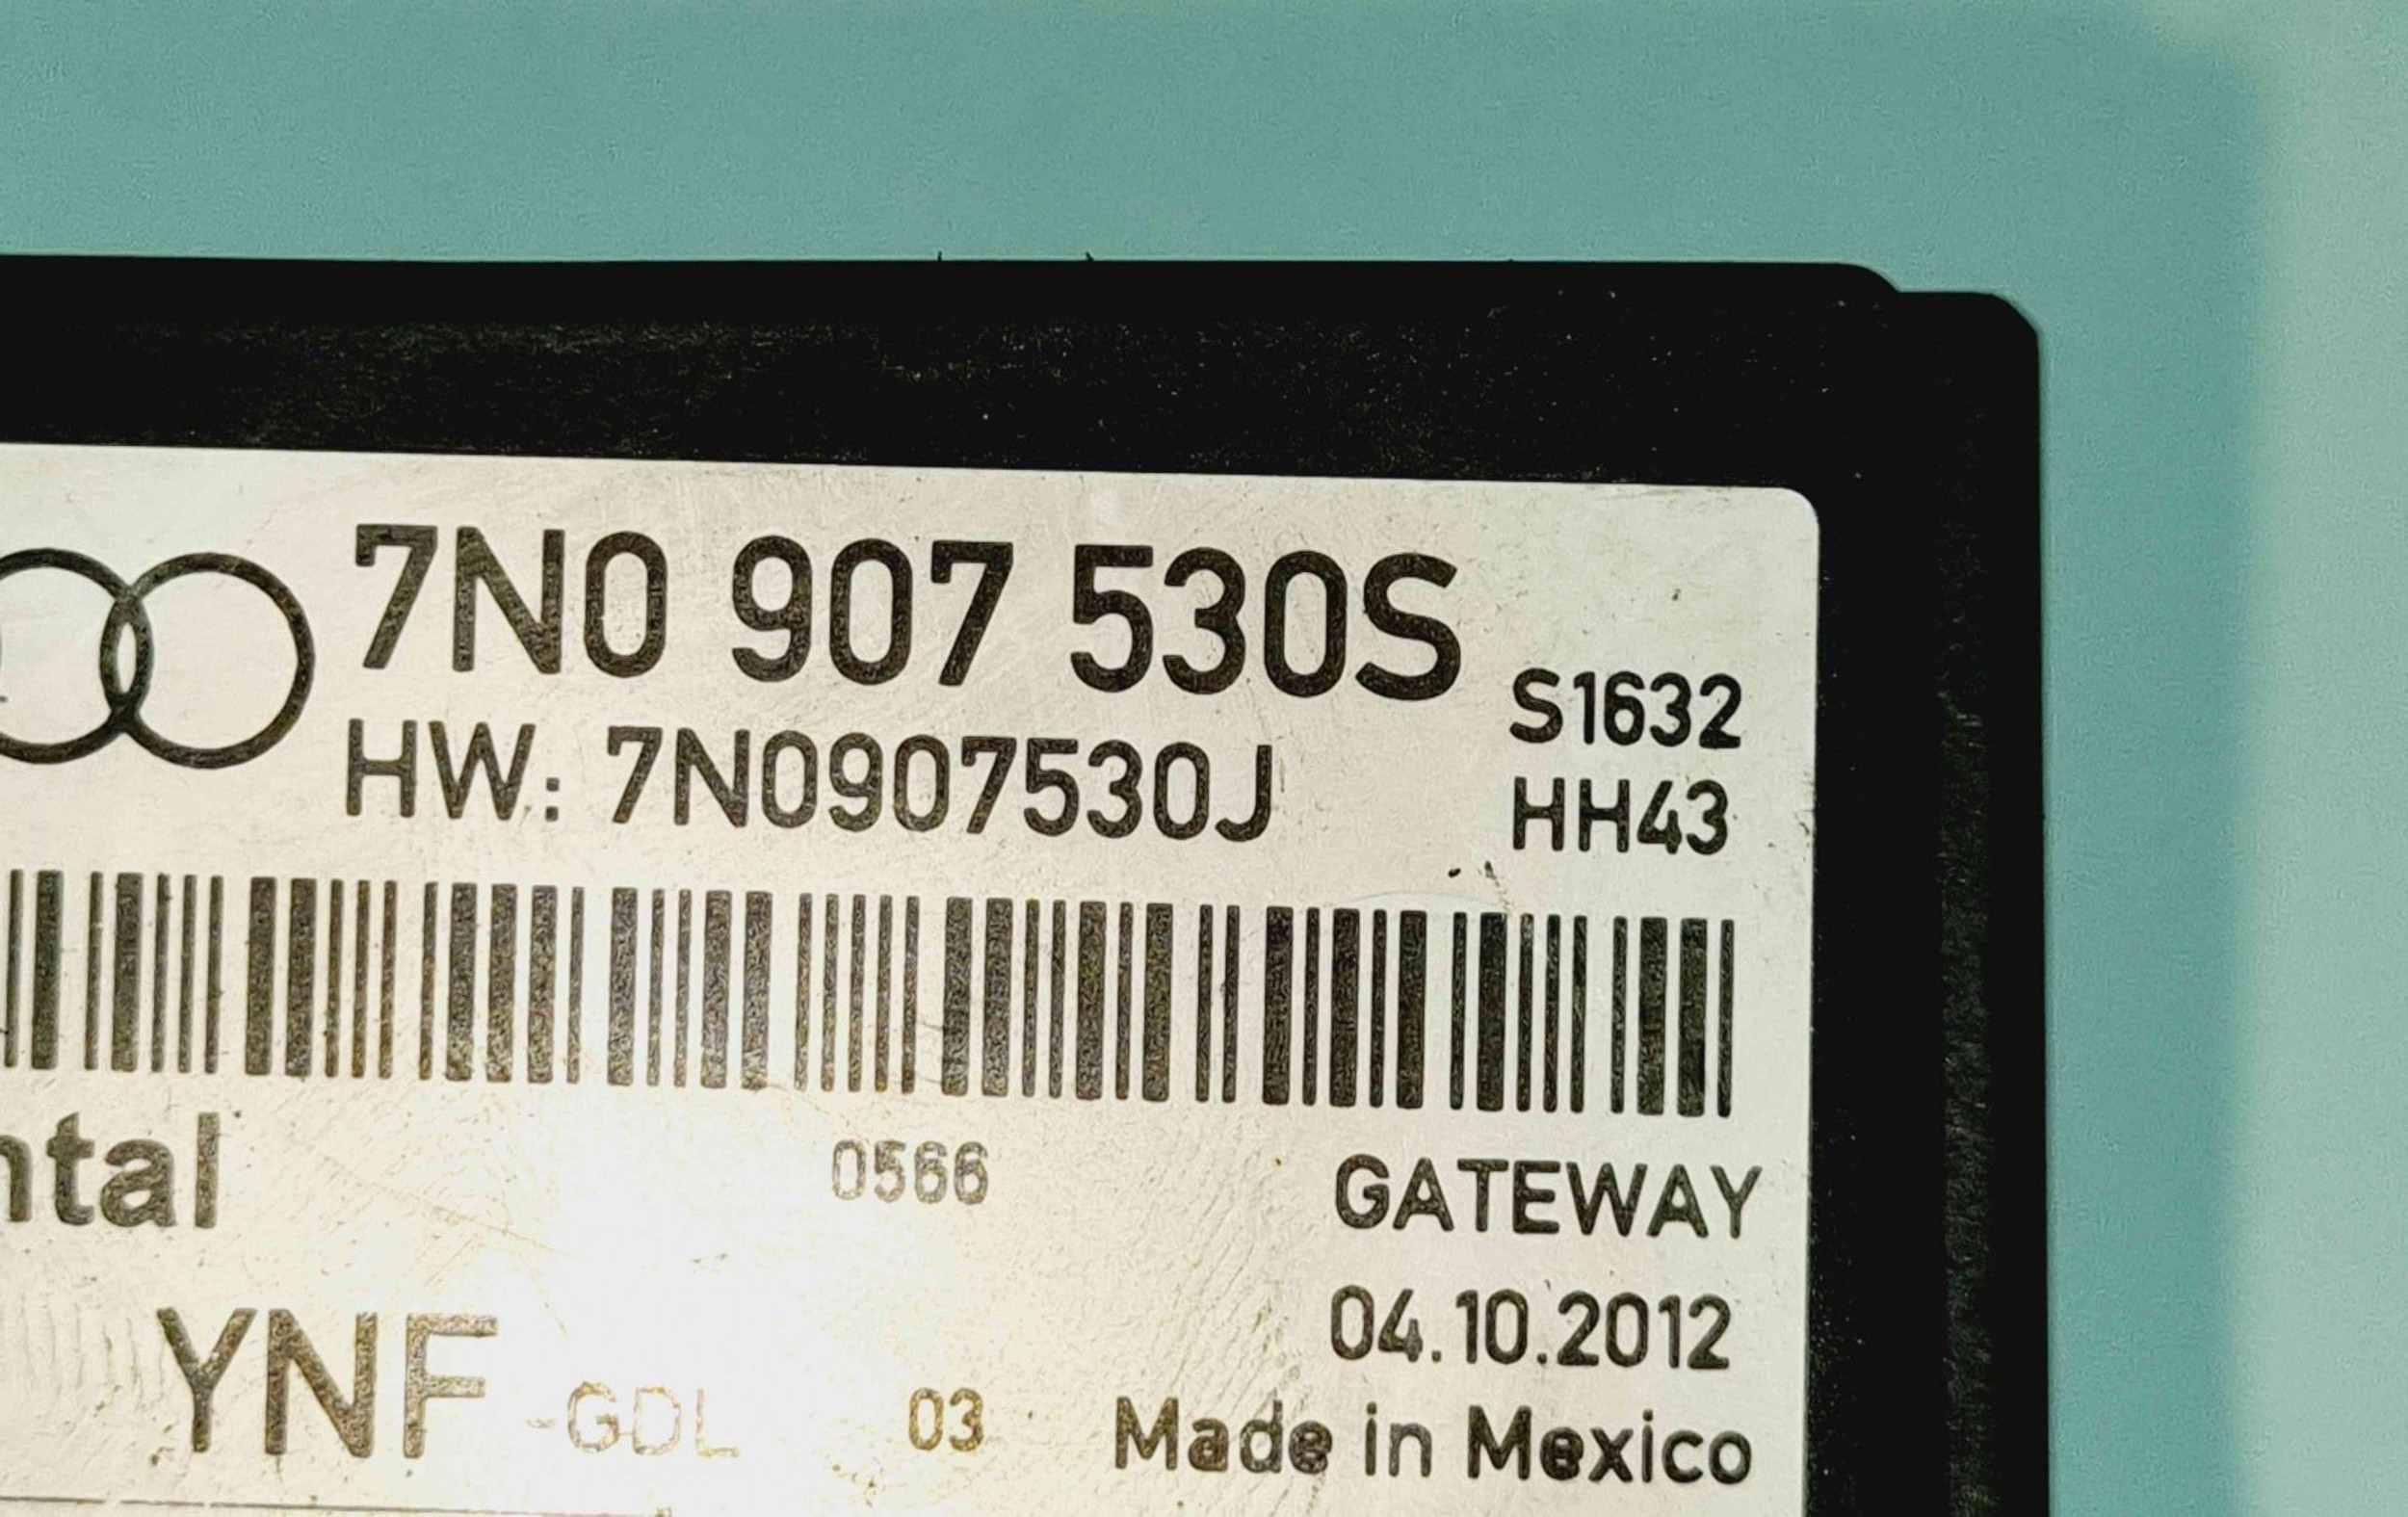 7N0 907 530S
S1632
HW: 7N0907530J
HH43
ntal
0566
GATEWAY
04.10.2012
YNF -GDL 03
Made in Mexico